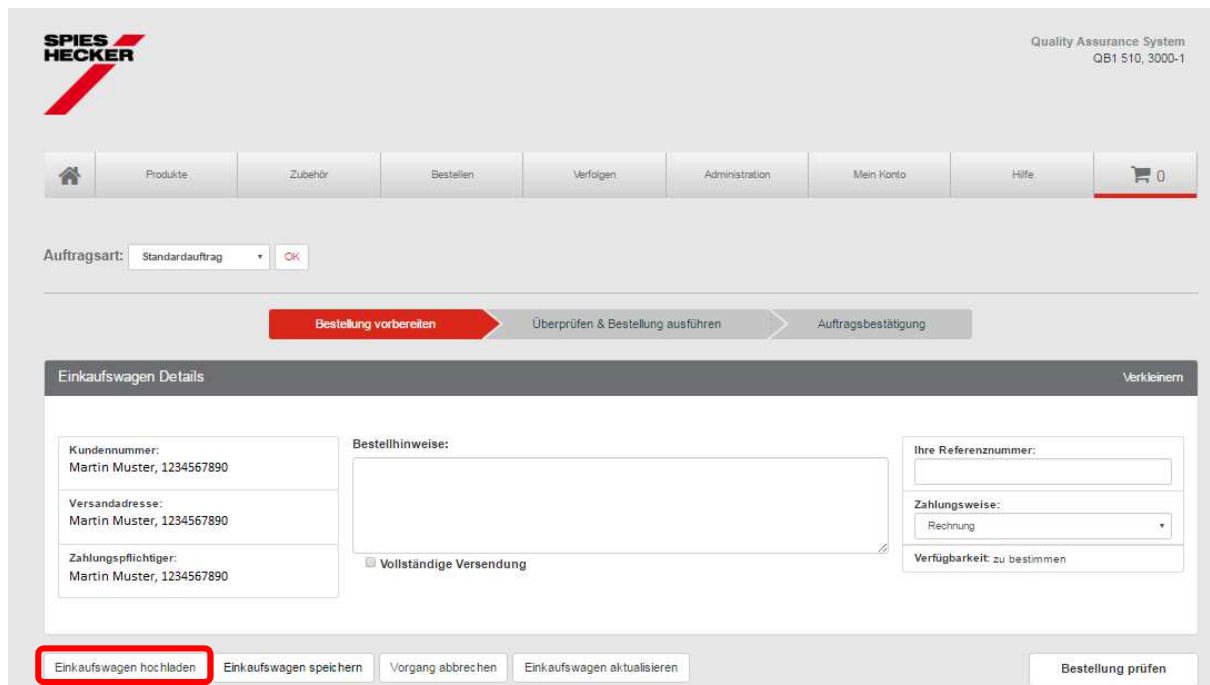 SPIES
HECKER
Quality Assurance System
QB1 510, 3000-1
Produkte
Zubehör
Bestellen
Verfolgen
Administration
Mein Konto
Hilfe
0
Auftragsart: Standardauftrag OK
Bestellung vorbereiten
Überprüfen & Bestellung ausführen
Auftragsbestätigung
Einkaufswagen Details
Verkleinern
Kundennummer:
Martin Muster, 1234567890
Versandadresse:
Martin Muster, 1234567890
Zahlungspflichtiger:
Martin Muster, 1234567890
Bestellhinweise:
Vollständige Versendung
Ihre Referenznummer:
Zahlungsweise:
Rechnung
Verfügbarkeit: zu bestimmen
Einkaufswagen hochladen
Einkaufswagen speichern
Vorgang abbrechen
Einkaufswagen aktualisieren
Bestellung prüfen